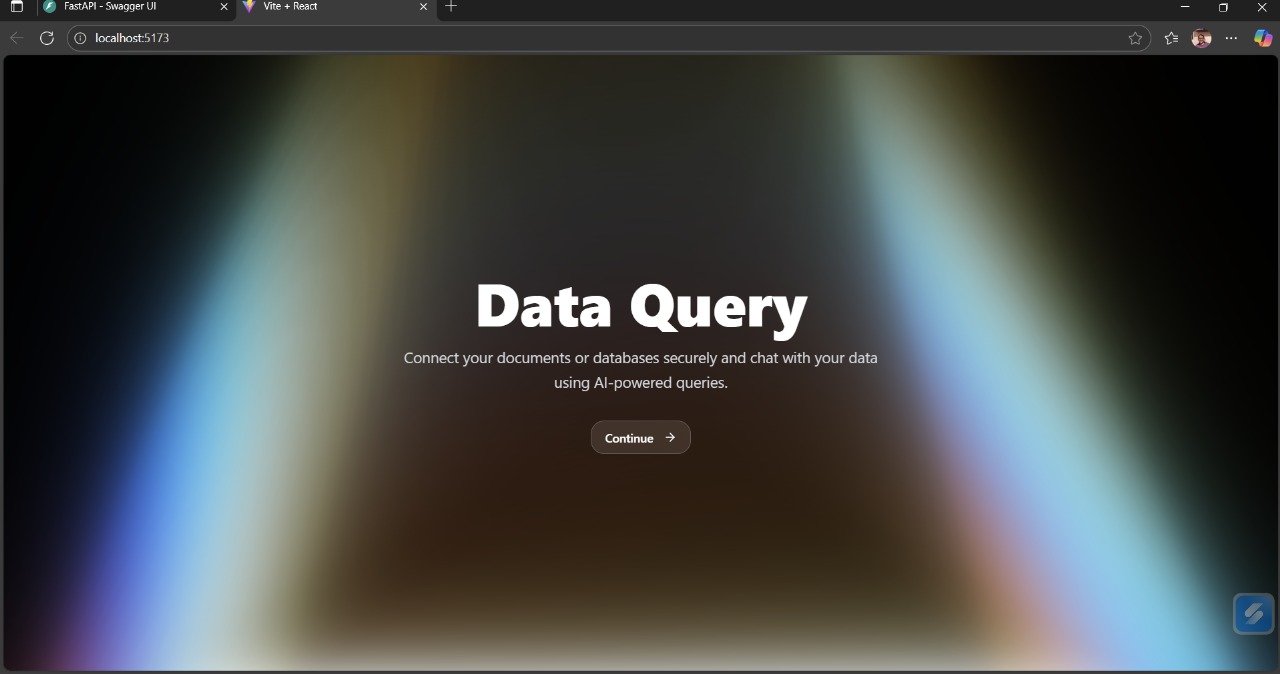 FastAPI - Swagger UI
Vite + React
localhost:5173
Data Query
Connect your documents or databases securely and chat with your data
using AI-powered queries.
Continue